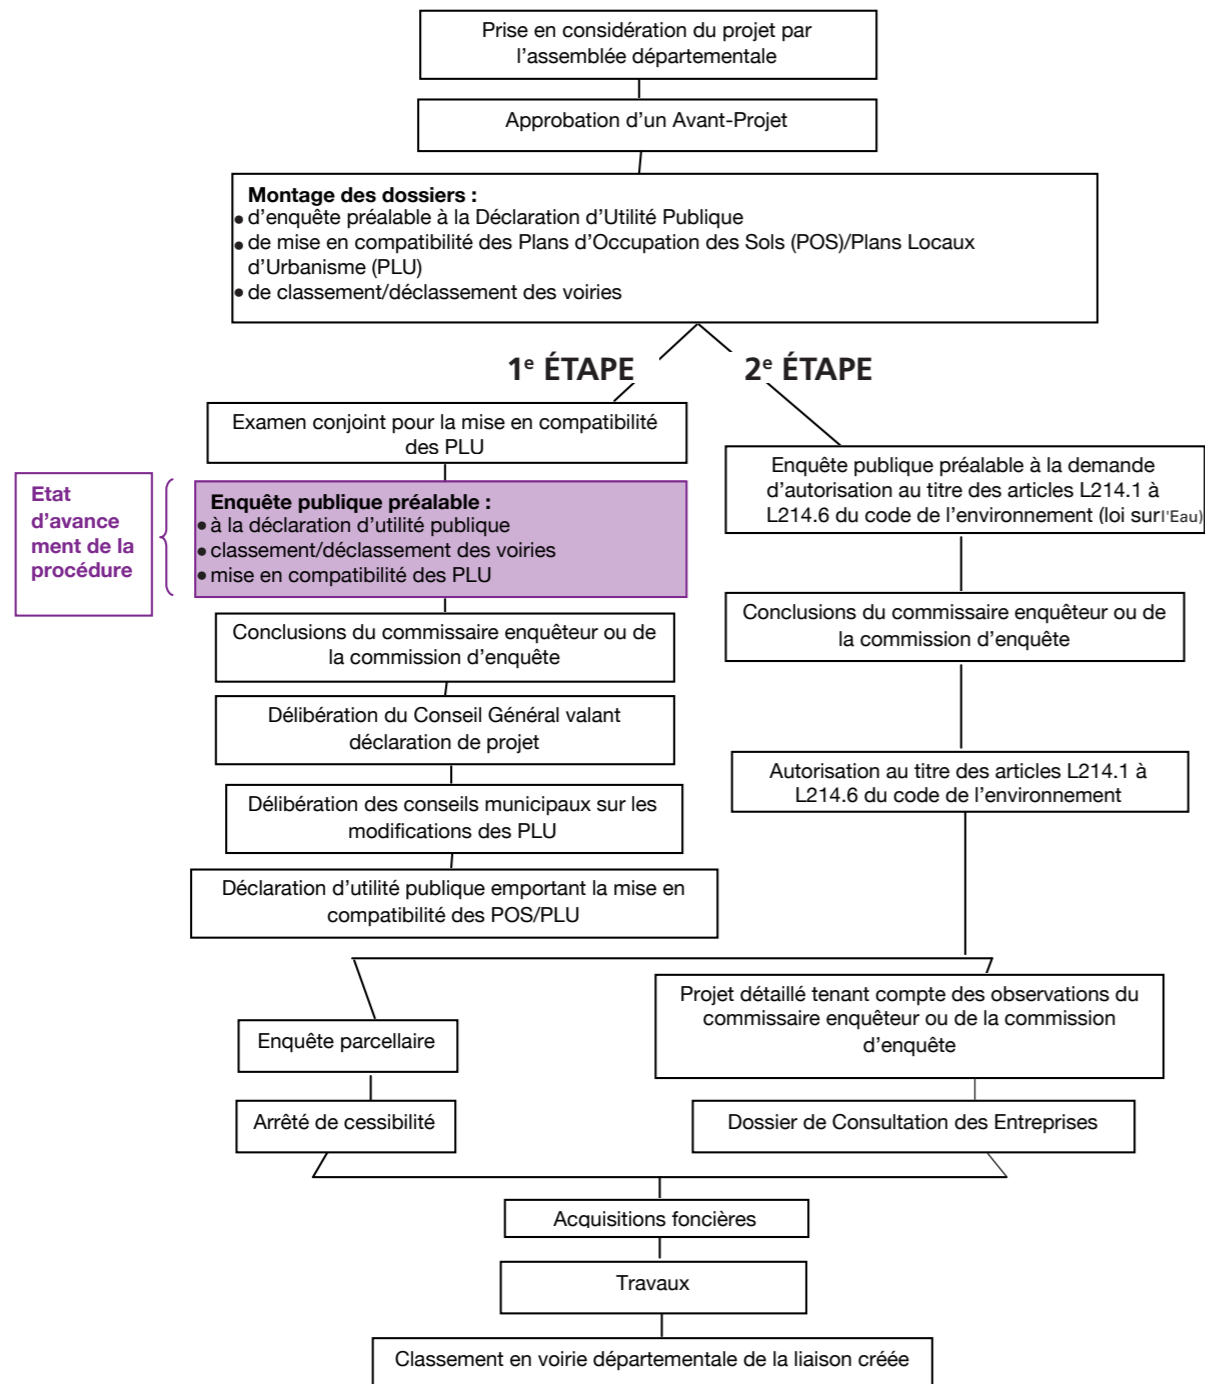 Prise en considération du projet par
l'assemblée départementale
Approbation d'un Avant-Projet
Montage des dossiers :
• d'enquête préalable à la Déclaration d'Utilité Publique
• de mise en compatibilité des Plans d'Occupation des Sols (POS)/Plans Locaux
d'Urbanisme (PLU)
• de classement/déclassement des voiries
1e ÉTAPE
2e ÉTAPE
Examen conjoint pour la mise en compatibilité
des PLU
Etat
d'avance
ment de la
procédure
Enquête publique préalable :
• à la déclaration d'utilité publique
• classement/déclassement des voiries
• mise en compatibilité des PLU
Conclusions du commissaire enquêteur ou de
la commission d'enquête
Délibération du Conseil Général valant
déclaration de projet
Délibération des conseils municipaux sur les
modifications des PLU
Déclaration d'utilité publique emportant la mise en
compatibilité des POS/PLU
Enquête publique préalable à la demande
d'autorisation au titre des articles L214.1 à
L214.6 du code de l'environnement (loi sur l'Eau)
Conclusions du commissaire enquêteur ou de
la commission d'enquête
Autorisation au titre des articles L214.1 à
L214.6 du code de l'environnement
Enquête parcellaire
Arrêté de cessibilité
Projet détaillé tenant compte des observations du
commissaire enquêteur ou de la commission
d'enquête
Dossier de Consultation des Entreprises
Acquisitions foncières
Travaux
Classement en voirie départementale de la liaison créée